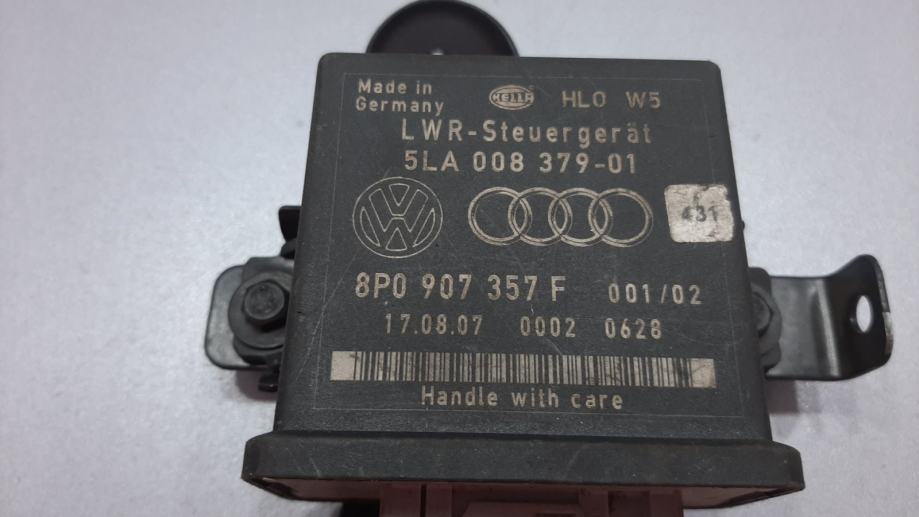 Made in
Germany
HELLA HLO W5
LWR-Steuergerät
5LA 008 379-01
431
8P0 907 357 F 001/02
17.08.07 0002 0628
Handle with care